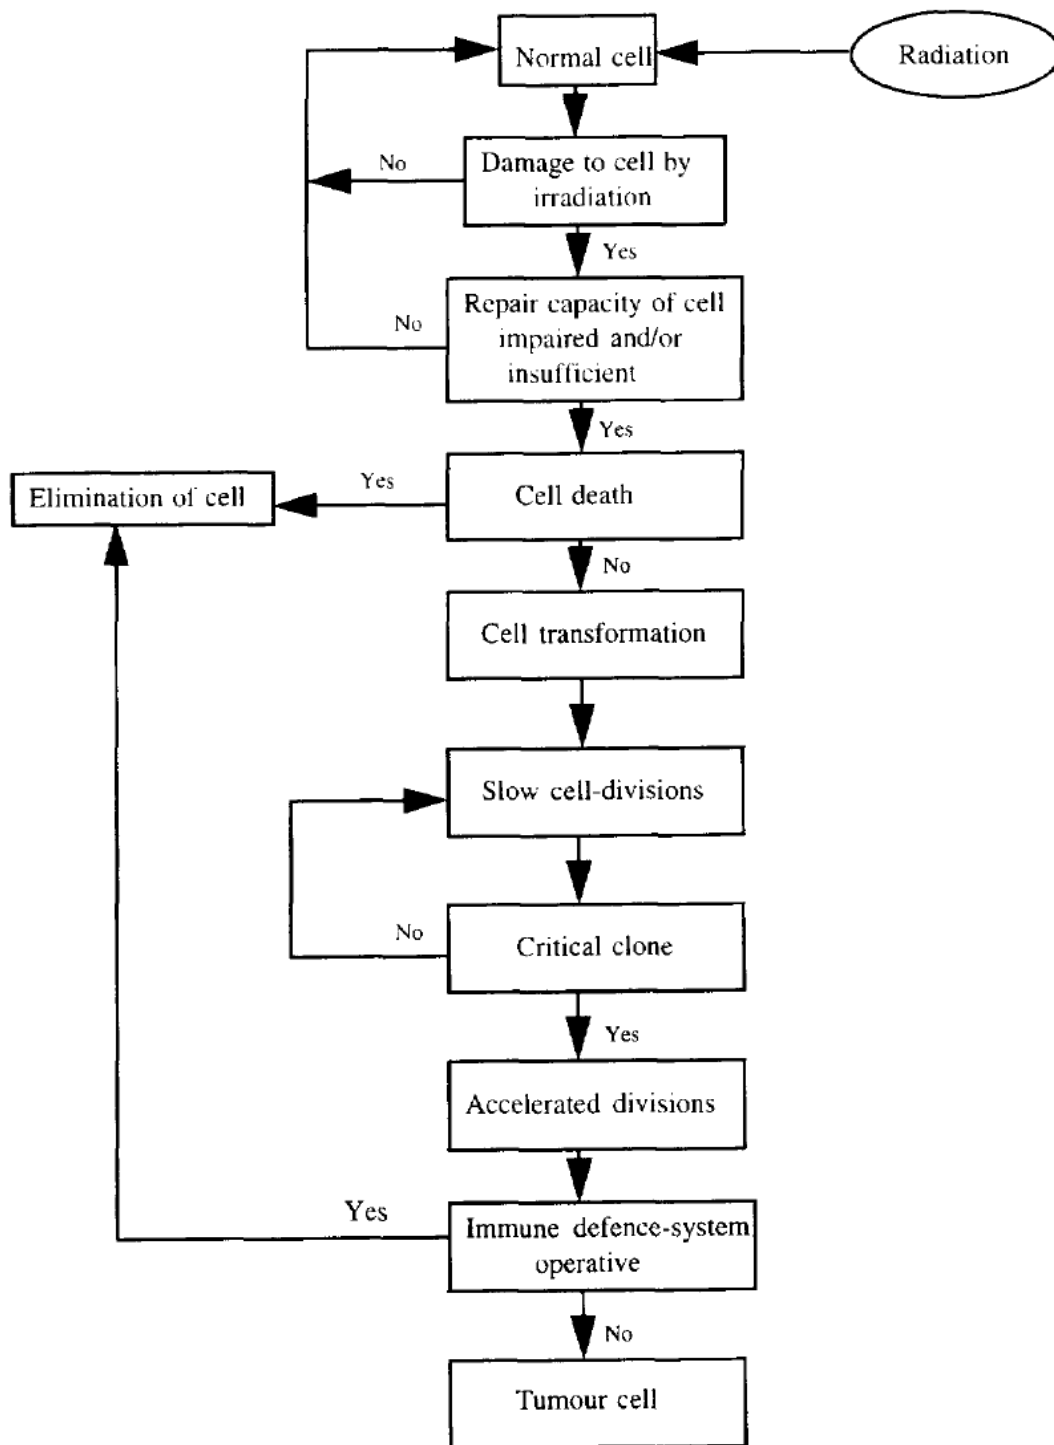 Normal cell
Radiation
No
Damage to cell by
irradiation
Yes
No
Repair capacity of cell
impaired and/or
insufficient
Yes
Elimination of cell
Yes
Cell death
No
Cell transformation
Slow cell-divisions
No
Critical clone
Yes
Accelerated divisions
Yes
Immune defence-system
operative
No
Tumour cell